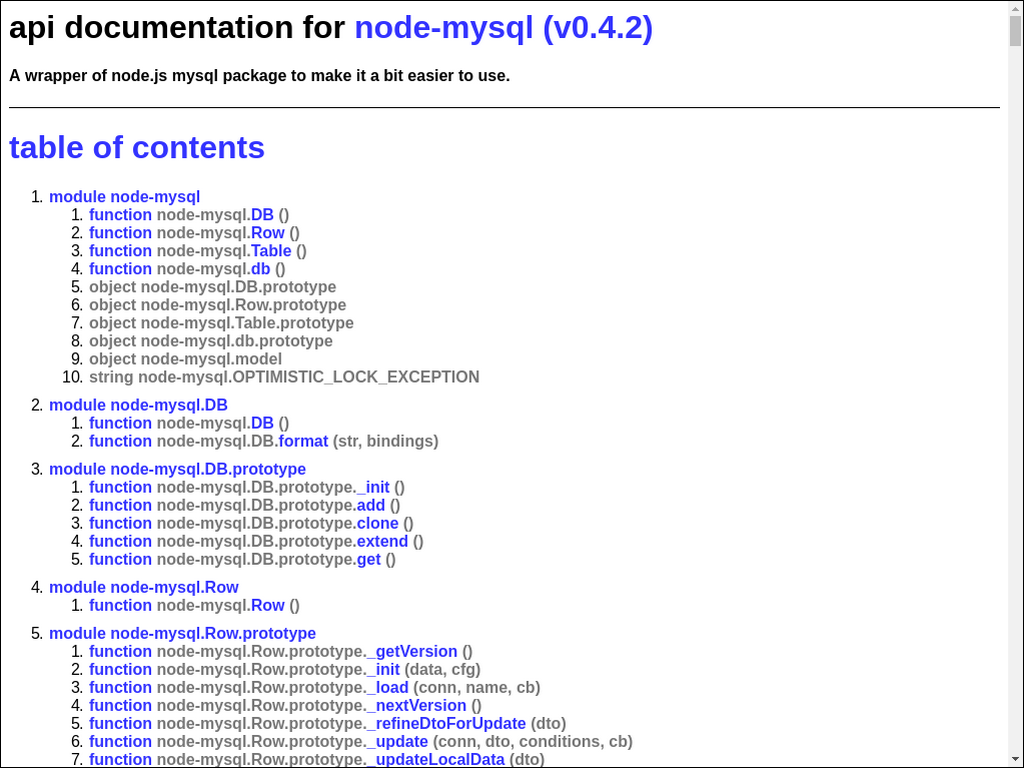 api documentation for node-mysql (v0.4.2)
A wrapper of node.js mysql package to make it a bit easier to use.
table of contents
1. module node-mysql
1. function node-mysql.DB ()
2. function node-mysql.Row ()
3. function node-mysql.Table ()
4. function node-mysql.db ()
5. object node-mysql.DB.prototype
6. object node-mysql.Row.prototype
7. object node-mysql.Table.prototype
8. object node-mysql.db.prototype
9. object node-mysql.model
10. string node-mysql.OPTIMISTIC_LOCK_EXCEPTION
2. module node-mysql.DB
1. function node-mysql.DB ()
2. function node-mysql.DB.format (str, bindings)
3. module node-mysql.DB.prototype
1. function node-mysql.DB.prototype._init ()
2. function node-mysql.DB.prototype.add ()
3. function node-mysql.DB.prototype.clone ()
4. function node-mysql.DB.prototype.extend ()
5. function node-mysql.DB.prototype.get ()
4. module node-mysql.Row
1. function node-mysql.Row ()
5. module node-mysql.Row.prototype
1. function node-mysql.Row.prototype._getVersion ()
2. function node-mysql.Row.prototype._init (data, cfg)
3. function node-mysql.Row.prototype._load (conn, name, cb)
4. function node-mysql.Row.prototype._nextVersion ()
5. function node-mysql.Row.prototype._refineDtoForUpdate (dto)
6. function node-mysql.Row.prototype._update (conn, dto, conditions, cb)
7. function node-mysql.Row.prototype._updateLocalData (dto)